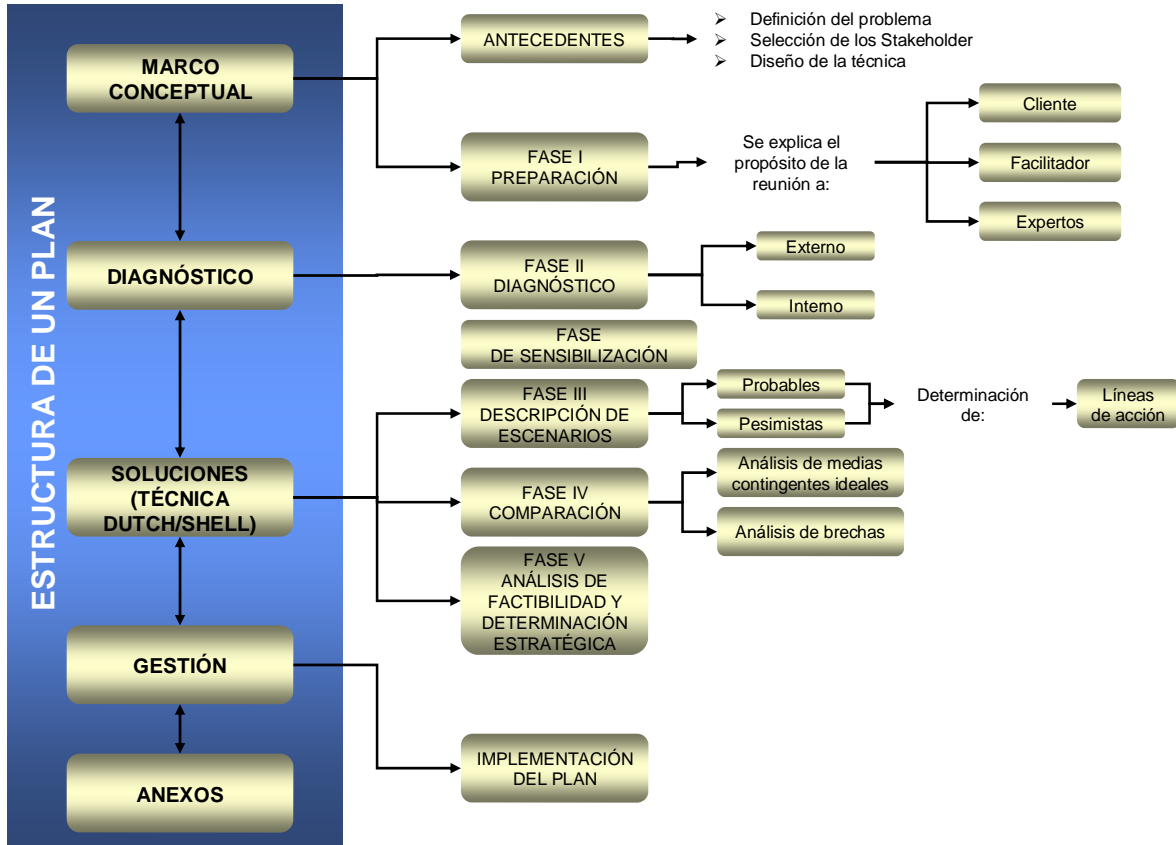 ESTRUCTURA DE UN PLAN
MARCO
CONCEPTUAL
ANTECEDENTES
Definición del problema
Selección de los Stakeholder
Diseño de la técnica
FASE I
PREPARACIÓN
Se explica el
propósito de la
reunión a:
Cliente
Facilitador
Expertos
DIAGNÓSTICO
FASE II
DIAGNÓSTICO
Externo
Interno
FASE
DE SENSIBILIZACIÓN
SOLUCIONES
(TÉCNICA
DUTCH/SHELL)
FASE III
DESCRIPCIÓN DE
ESCENARIOS
Probables
Pesimistas
Determinación
de:
Líneas
de acción
FASE IV
COMPARACIÓN
Análisis de medias
contingentes ideales
Análisis de brechas
FASE V
ANÁLISIS DE
FACTIBILIDAD Y
DETERMINACIÓN
ESTRATÉGICA
GESTIÓN
IMPLEMENTACIÓN
DEL PLAN
ANEXOS